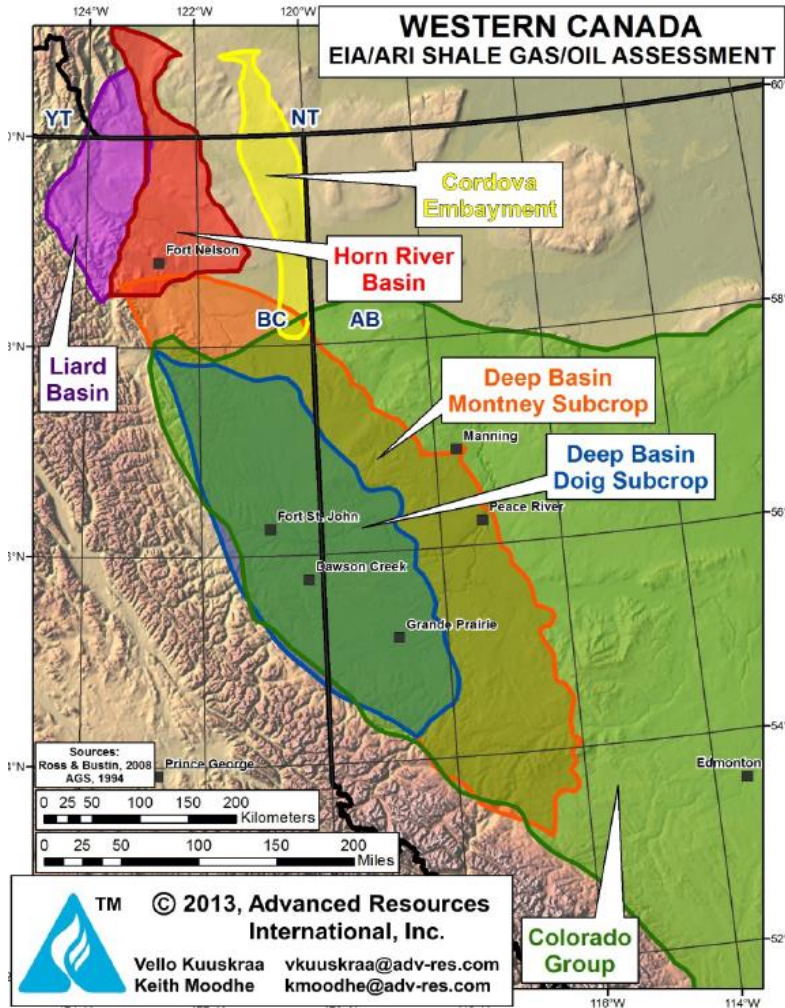 WESTERN CANADA
EIA/ARI SHALE GAS/OIL ASSESSMENT
124°W
122°W
120°W
60°
YT
NT
0°N
Cordova
Embayment
Fort Nelson
Horn River
Basin
58°
BC
AB
Liard
Basin
Deep Basin
Montney Subcrop
Manning
Deep Basin
Doig Subcrop
Peace River
56°
Fort St. John
Dawson Creek
Grande Prairie
54°
Sources:
Ross & Bustin, 2008
AGS, 1994
Prince George
Edmonton
0 25 50 100 150 200
Kilometers
0 25 50 100 150 200
Miles
TM
© 2013, Advanced Resources
International, Inc.
Vello Kuuskraa vkuuskraa@adv-res.com
Keith Moodhe kmoodhe@adv-res.com
Colorado
Group
52°
116°W
114°W